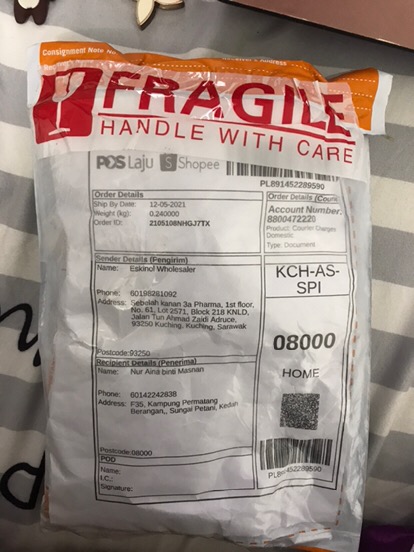 Consignment Note No
FRAGILE
HANDLE WITH CARE
POS Laju S Shopee
PL891452289590
Order Details
Ship By Date: 12-05-2021
Weight (kg): 0.240000
Order ID: 2105108NHGJ7TX
Order Details (Couri
Account Number:
8800472220
Product: Courier Charges
Domestic
Type: Document
Sender Details (Pengirim)
Name: Eskinol Wholesaler
Phone: 60198281092
Address: Sebelah kanan 3a Pharma, 1st floor,
No. 61, Lot 2571, Block 218 KNLD,
Jalan Tun Ahmad Zaidi Adruce,
93250 Kuching, Kuching, Sarawak
Postcode:93250
KCH-AS-
SPI
08000
HOME
Recipient Details (Penerima)
Name: Nur Ainá binti Masnan
Phone: 60142242838
Address: F35, Kampung Permatang
Berangan,, Sungai Petani, Kedah
Postcode:08000
POD
Name:
I.C.:
Signature:
PL891452289590